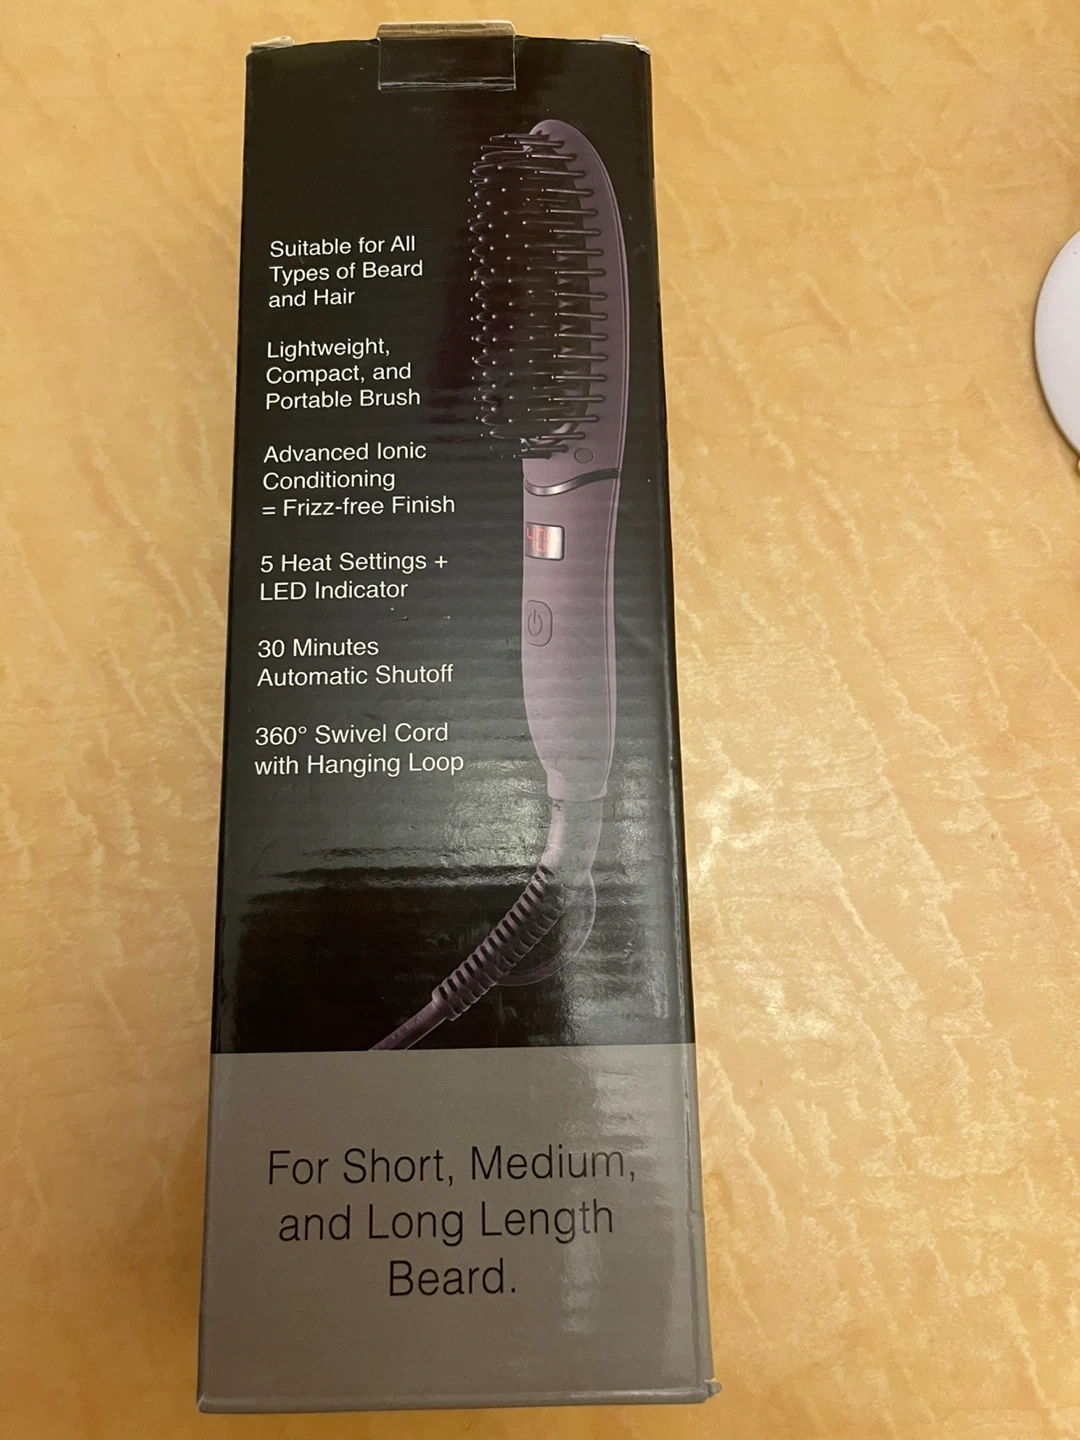 Suitable for All
Types of Beard
and Hair
Lightweight,
Compact, and
Portable Brush
Advanced Ionic
Conditioning
= Frizz-free Finish
5 Heat Settings +
LED Indicator
30 Minutes
Automatic Shutoff
360° Swivel Cord
with Hanging Loop
For Short, Medium,
and Long Length
Beard.